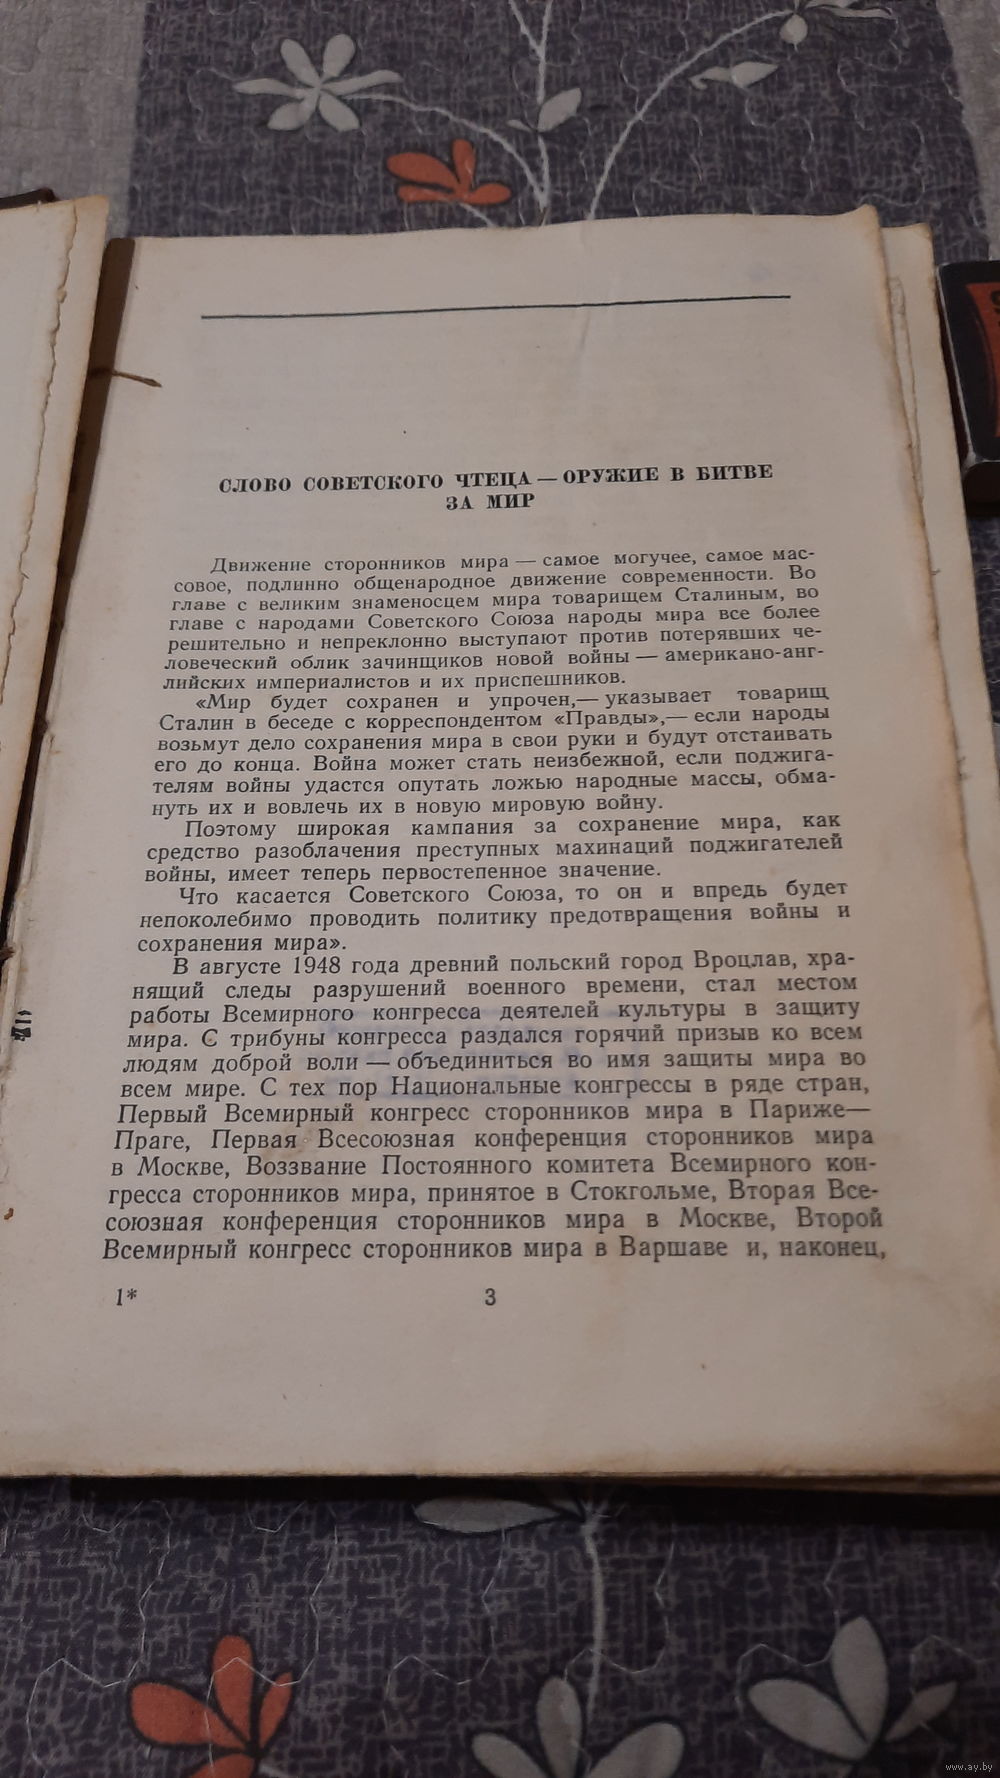 СЛОВО СОВЕТСКОГО ЧТЕЦА — ОРУЖИЕ В БИТВЕ
ЗА МИР
Движение сторонников мира — самое могучее, самое мас-
совое, подлинно общенародное движение современности. Во
главе с великим знаменосцем мира товарищем Сталиным, во
главе с народами Советского Союза народы мира все более
решительно и непреклонно выступают против потерявших че-
ловеческий облик зачинщиков новой войны — американо-анг-
лийских империалистов и их приспешников.
«Мир будет сохранен и упрочен,— указывает товарищ
Сталин в беседе с корреспондентом «Правды»,— если народы
возьмут дело сохранения мира в свои руки и будут отстаивать
его до конца. Война может стать неизбежной, если поджига-
телям войны удастся опутать ложью народные массы, обма-
нуть их и вовлечь их в новую мировую войну.
Поэтому широкая кампания за сохранение мира, как
средство разоблачения преступных махинаций поджигателей
войны, имеет теперь первостепенное значение.
Что касается Советского Союза, то он и впредь будет
непоколебимо проводить политику предотвращения войны и
сохранения мира».
В августе 1948 года древний польский город Вроцлав, хра-
нящий следы разрушений военного времени, стал местом
работы Всемирного конгресса деятелей культуры в защиту
мира. С трибуны конгресса раздался горячий призыв ко всем
людям доброй воли — объединиться во имя защиты мира во
всем мире. С тех пор Национальные конгрессы в ряде стран,
Первый Всемирный конгресс сторонников мира в Париже—
Праге, Первая Всесоюзная конференция сторонников мира
в Москве, Воззвание Постоянного комитета Всемирного кон-
гресса сторонников мира, принятое в Стокгольме, Вторая Все-
союзная конференция сторонников мира в Москве, Второй
Всемирный конгресс сторонников мира в Варшаве и, наконец,
1* 3
www.ay.by